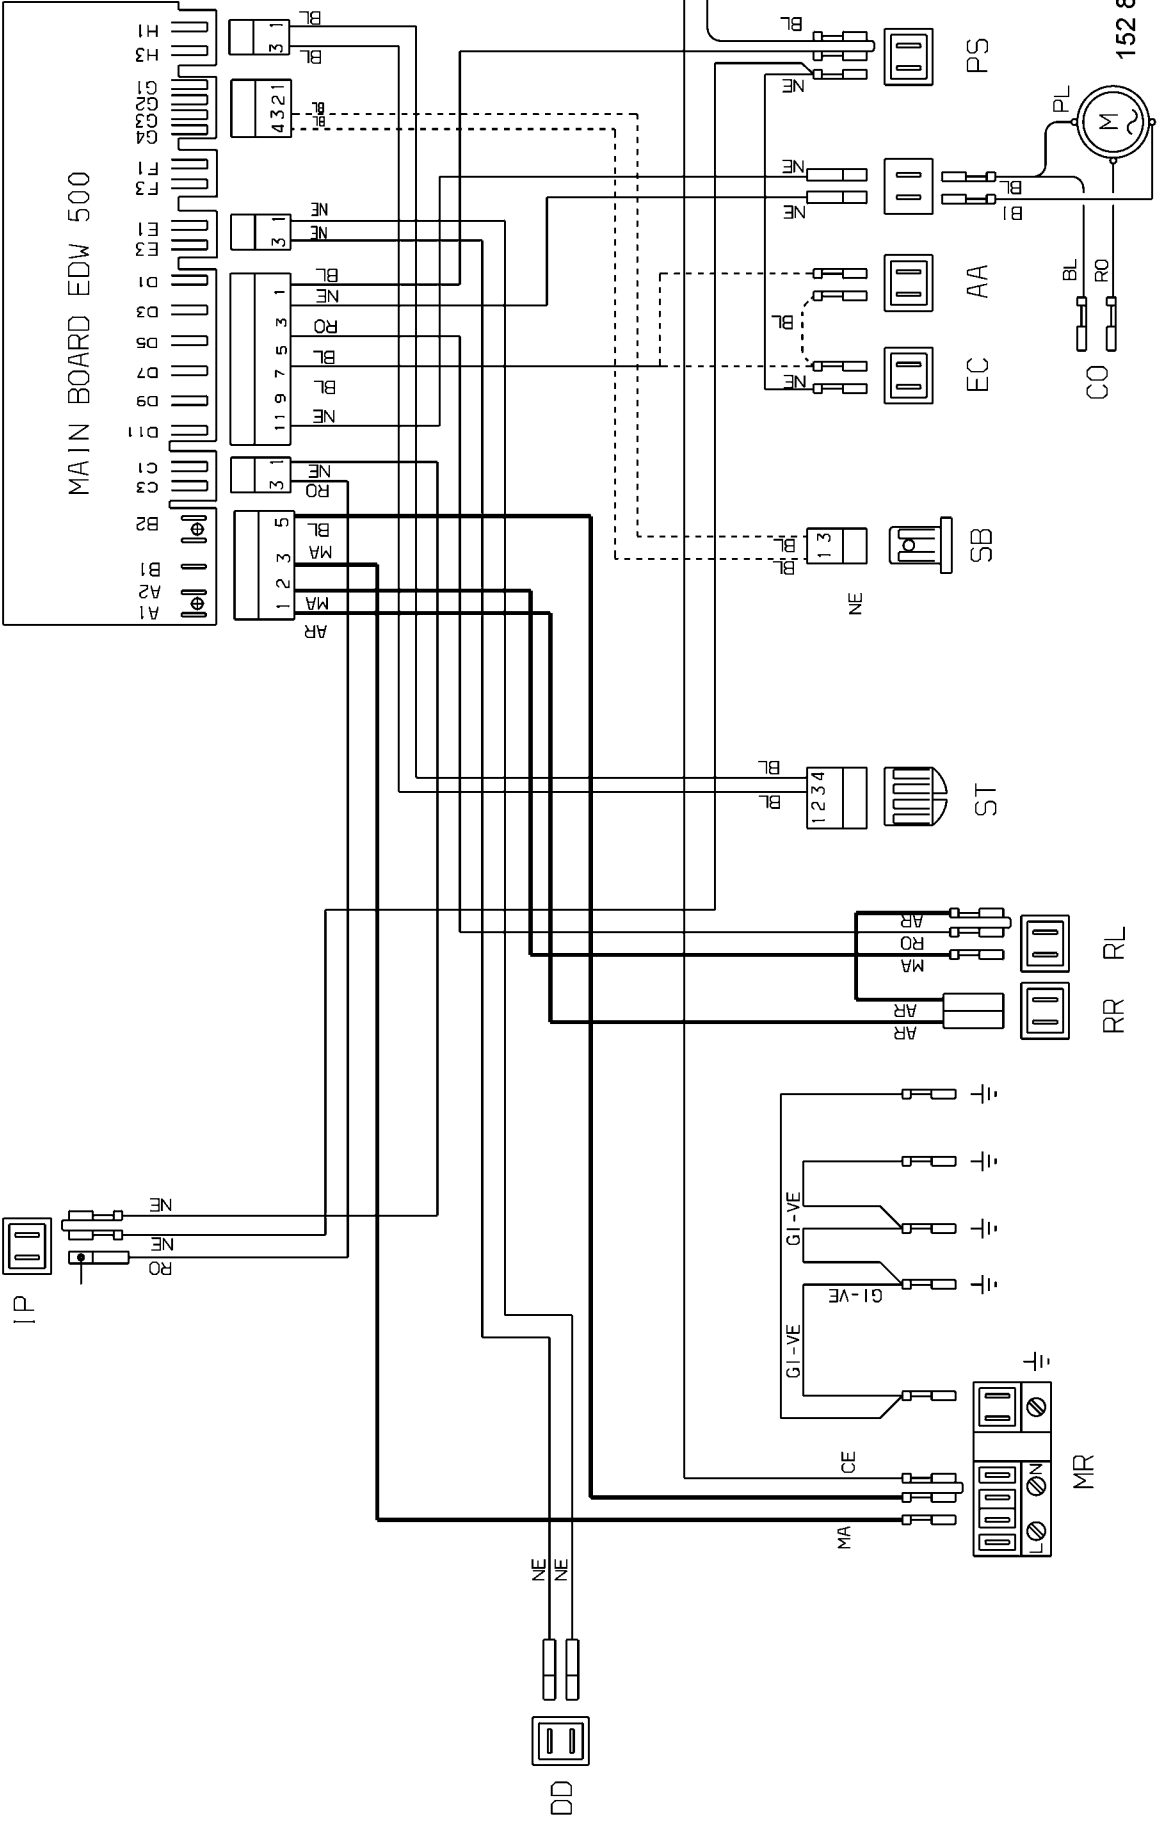 MAIN BOARD EDW 500
H1
H3
G1
G2
G3
G4
F1
F3
E1
E3
D1
D3
D5
D7
D9
D11
C1
C3
B2
B1
A2
A1
3 1
BL
BL
4321
BL
BL
3 1
NE
NE
1
3
5
7
9
11
BL
NE
RO
BL
BL
NE
3 1
NE
RO
5
3
2
1
BL
MA
MA
AR
BL
NE
PS
152 8
NE
NE
BL
BI
PL
M
BL
RO
CO
BL
AA
NE
EC
BL
BL
1 3
NE
SB
BL
BL
1234
ST
AR
RO
MA
RL
AR
AR
RR
GI-VE
GI-VE
GI-VE
CE
MA
N
L
MR
NE
NE
RO
IP
NE
NE
DD